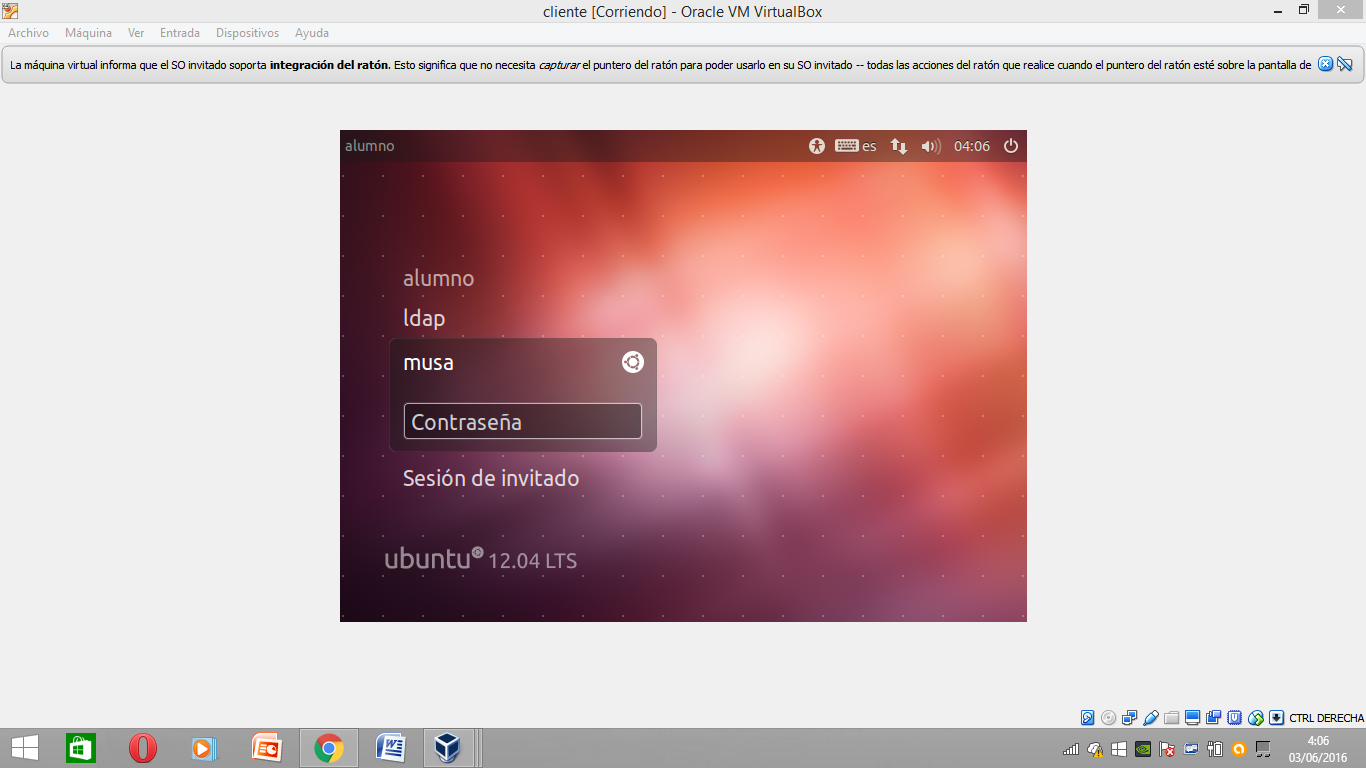 cliente [Corriendo] - Oracle VM VirtualBox
Archivo Máquina Ver Entrada Dispositivos Ayuda
La máquina virtual informa que el SO invitado soporta integración del ratón. Esto significa que no necesita capturar el puntero del ratón para poder usarlo en su SO invitado -- todas las acciones del ratón que realice cuando el puntero del ratón esté sobre la pantalla de
alumno es 04:06
alumno
ldap
musa
Contraseña
Sesión de invitado
ubuntu 12.04 LTS
CTRL DERECHA
4:06
03/06/2016